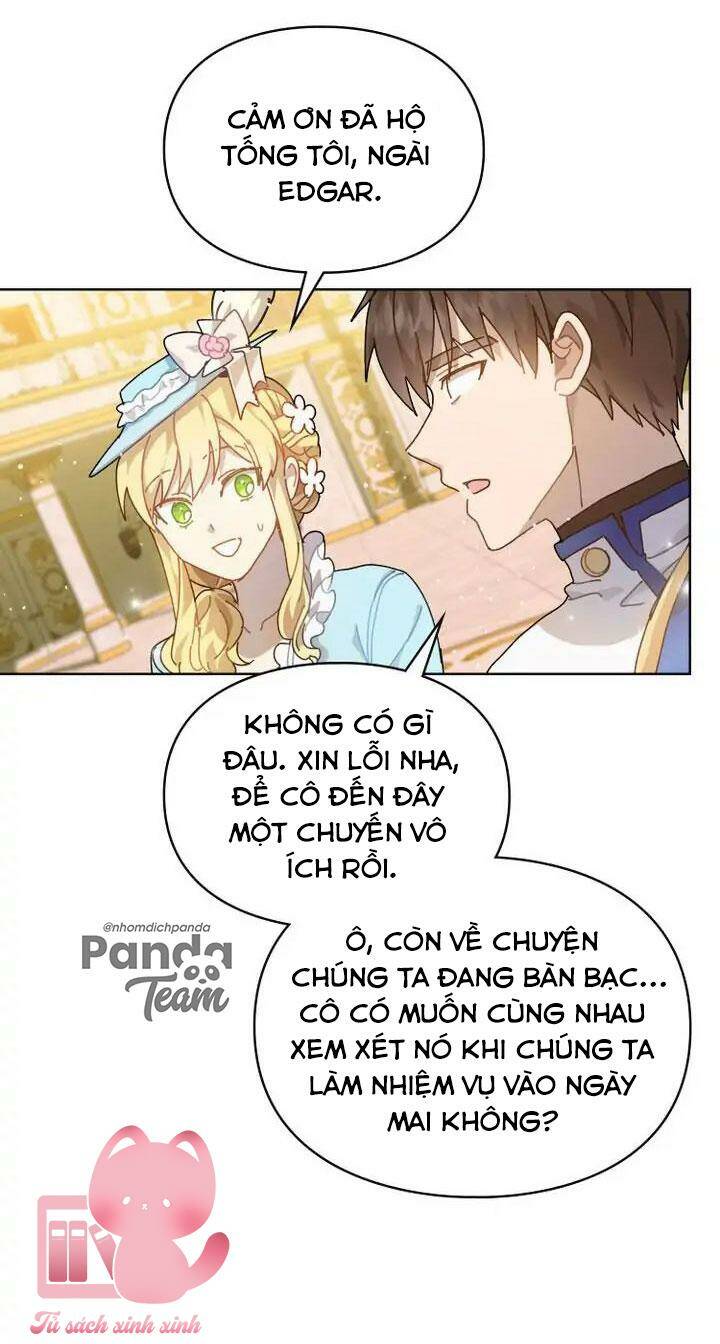 CẢM ƠN ĐÃ HỘ
TỐNG TÔI, NGÀI
EDGAR.
KHÔNG CÓ GÌ
ĐÂU. XIN LỖI NHA,
ĐỂ CÔ ĐẾN ĐÂY
MỘT CHUYẾN VÔ
ÍCH RỒI.
@nhomdichpanda
Panda
Team
Ô, CÒN VỀ CHUYỆN
CHÚNG TA ĐANG BÀN BẠC...
CÔ CÓ MUỐN CÙNG NHAU
XEM XÉT NÓ KHI CHÚNG TA
LÀM NHIỆM VỤ VÀO NGÀY
MAI KHÔNG?
Tủ sách xinh xinh